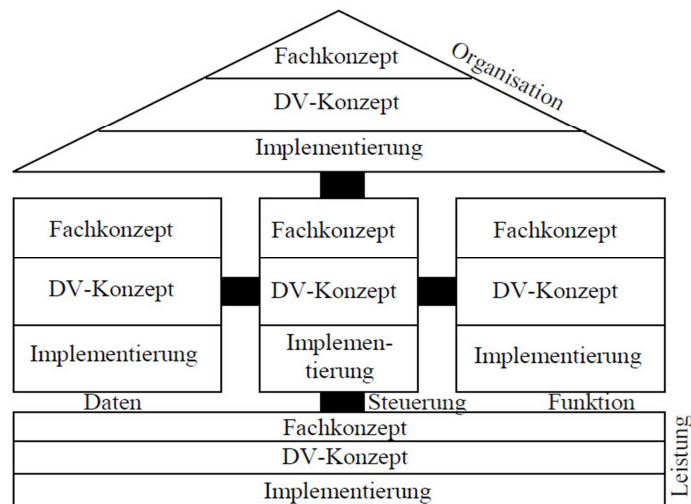 Fachkonzept
Organisation
DV-Konzept
Implementierung
Fachkonzept
Fachkonzept
Fachkonzept
DV-Konzept
DV-Konzept
DV-Konzept
Implementierung
Implemen-
tierung
Implementierung
Daten
Steuerung
Funktion
Fachkonzept
DV-Konzept
Implementierung
Leistung